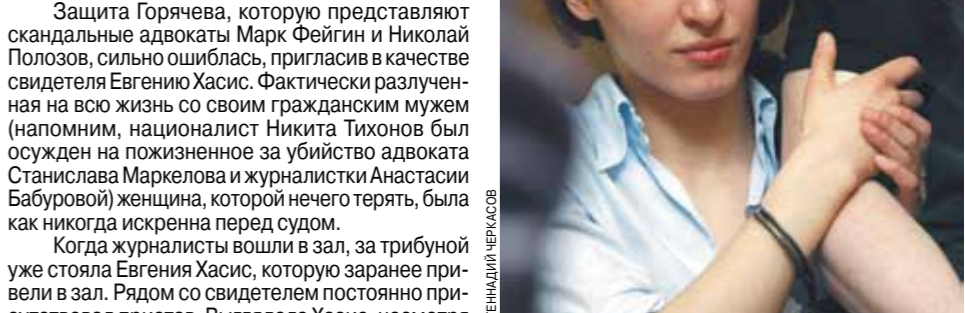 Защита Горячева, которую представляют
скандальные адвокаты Марк Фейгин и Николай
Полозов, сильно ошиблась, пригласив в качестве
свидетеля Евгению Хасис. Фактически разлучен-
ная на всю жизнь со своим гражданским мужем
(напомним, националист Никита Тихонов был
осужден на пожизненное за убийство адвоката
Станислава Маркелова и журналистки Анастасии
Бабуровой) женщина, которой нечего терять, была
как никогда искренна перед судом.
Когда журналисты вошли в зал, за трибуной
уже стояла Евгения Хасис, которую заранее при-
вели в зал. Рядом со свидетелем постоянно при-
ГЕННАДИЙ ЧЕРКАСОВ